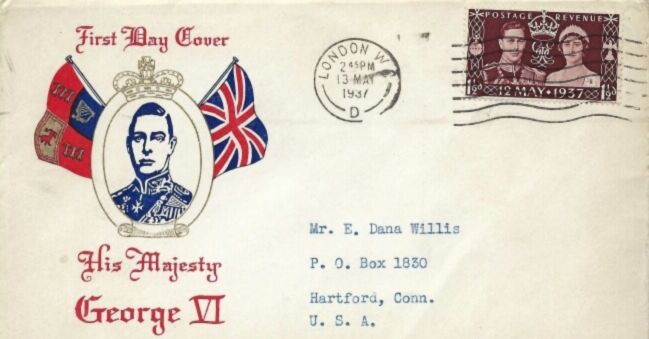 First Day Cover
His Majesty
George VI
LONDON W
2 45 PM
13 MAY
1937
D
POSTAGE REVENUE
1½d 12 MAY · 1937 1½d
Mr. E. Dana Willis
P. O. Box 1830
Hartford, Conn.
U. S. A.